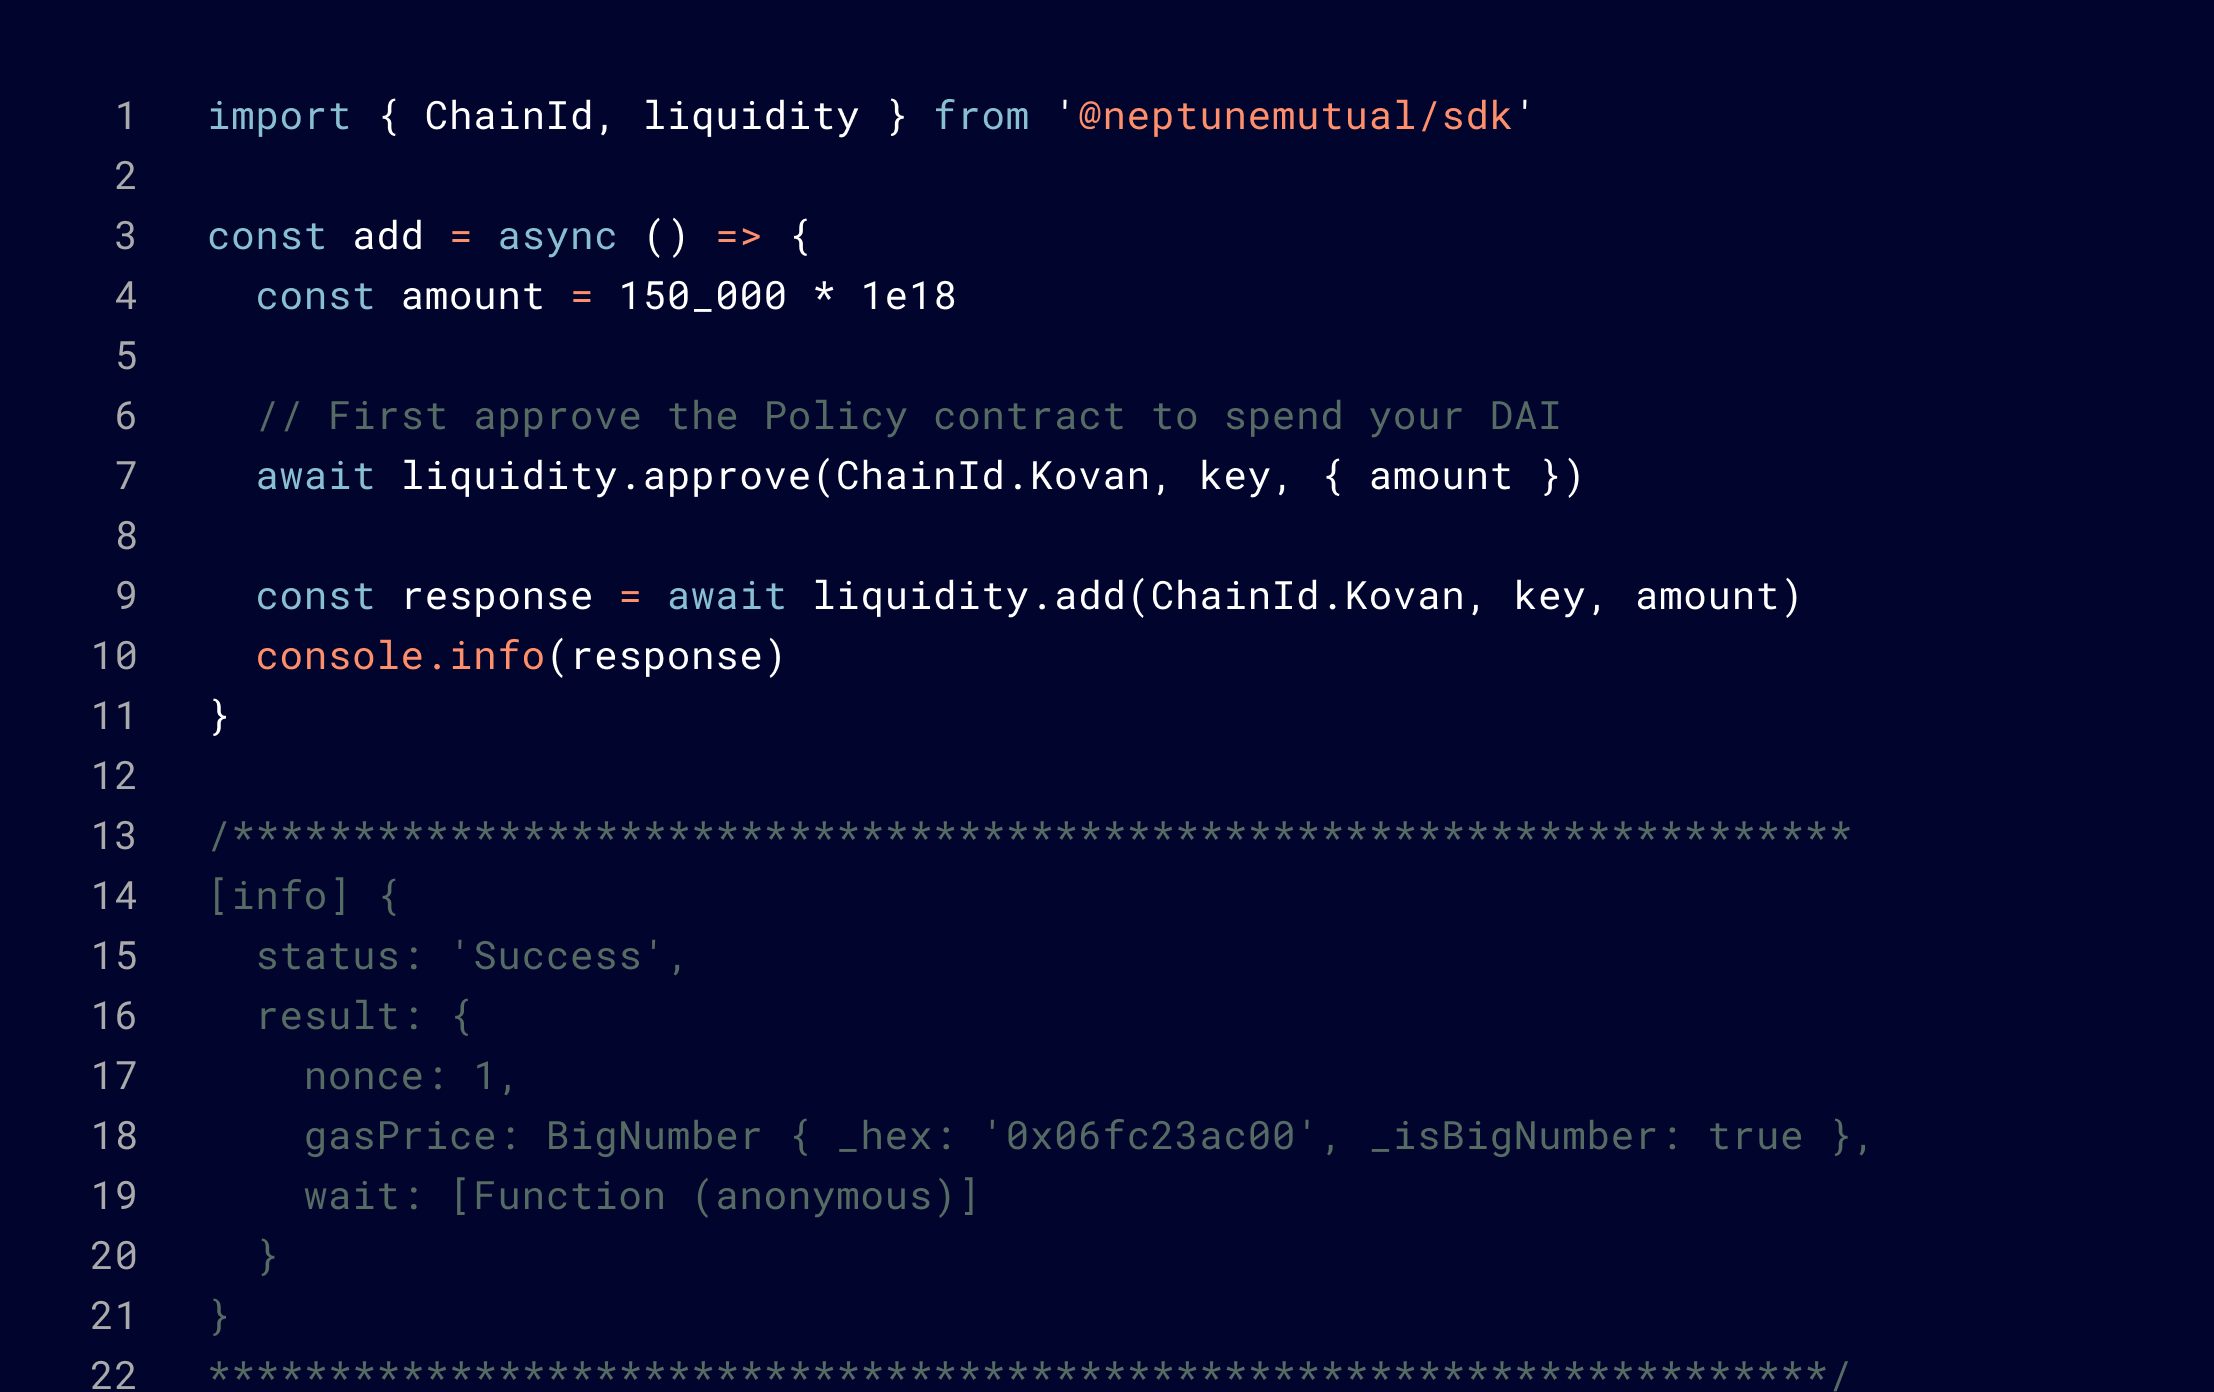 1 import { ChainId, liquidity } from '@neptunemutual/sdk'
2
3 const add = async () => {
4   const amount = 150_000 * 1e18
5
6   // First approve the Policy contract to spend your DAI
7   await liquidity.approve(ChainId.Kovan, key, { amount })
8
9   const response = await liquidity.add(ChainId.Kovan, key, amount)
10   console.info(response)
11 }
12
13 /*******************************************************************
14 [info] {
15   status: 'Success',
16   result: {
17     nonce: 1,
18     gasPrice: BigNumber { _hex: '0x06fc23ac00', _isBigNumber: true },
19     wait: [Function (anonymous)]
20   }
21 }
22 *******************************************************************/